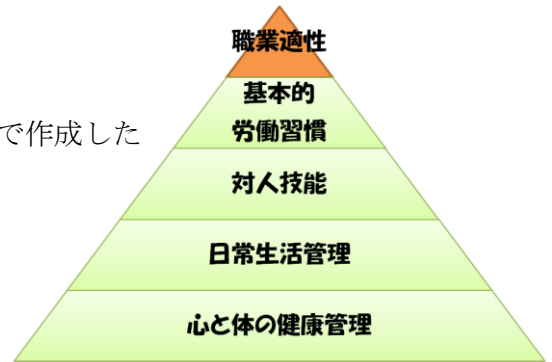 職業適性
基本的
労働習慣
で作成した
対人技能
日常生活管理
心と体の健康管理